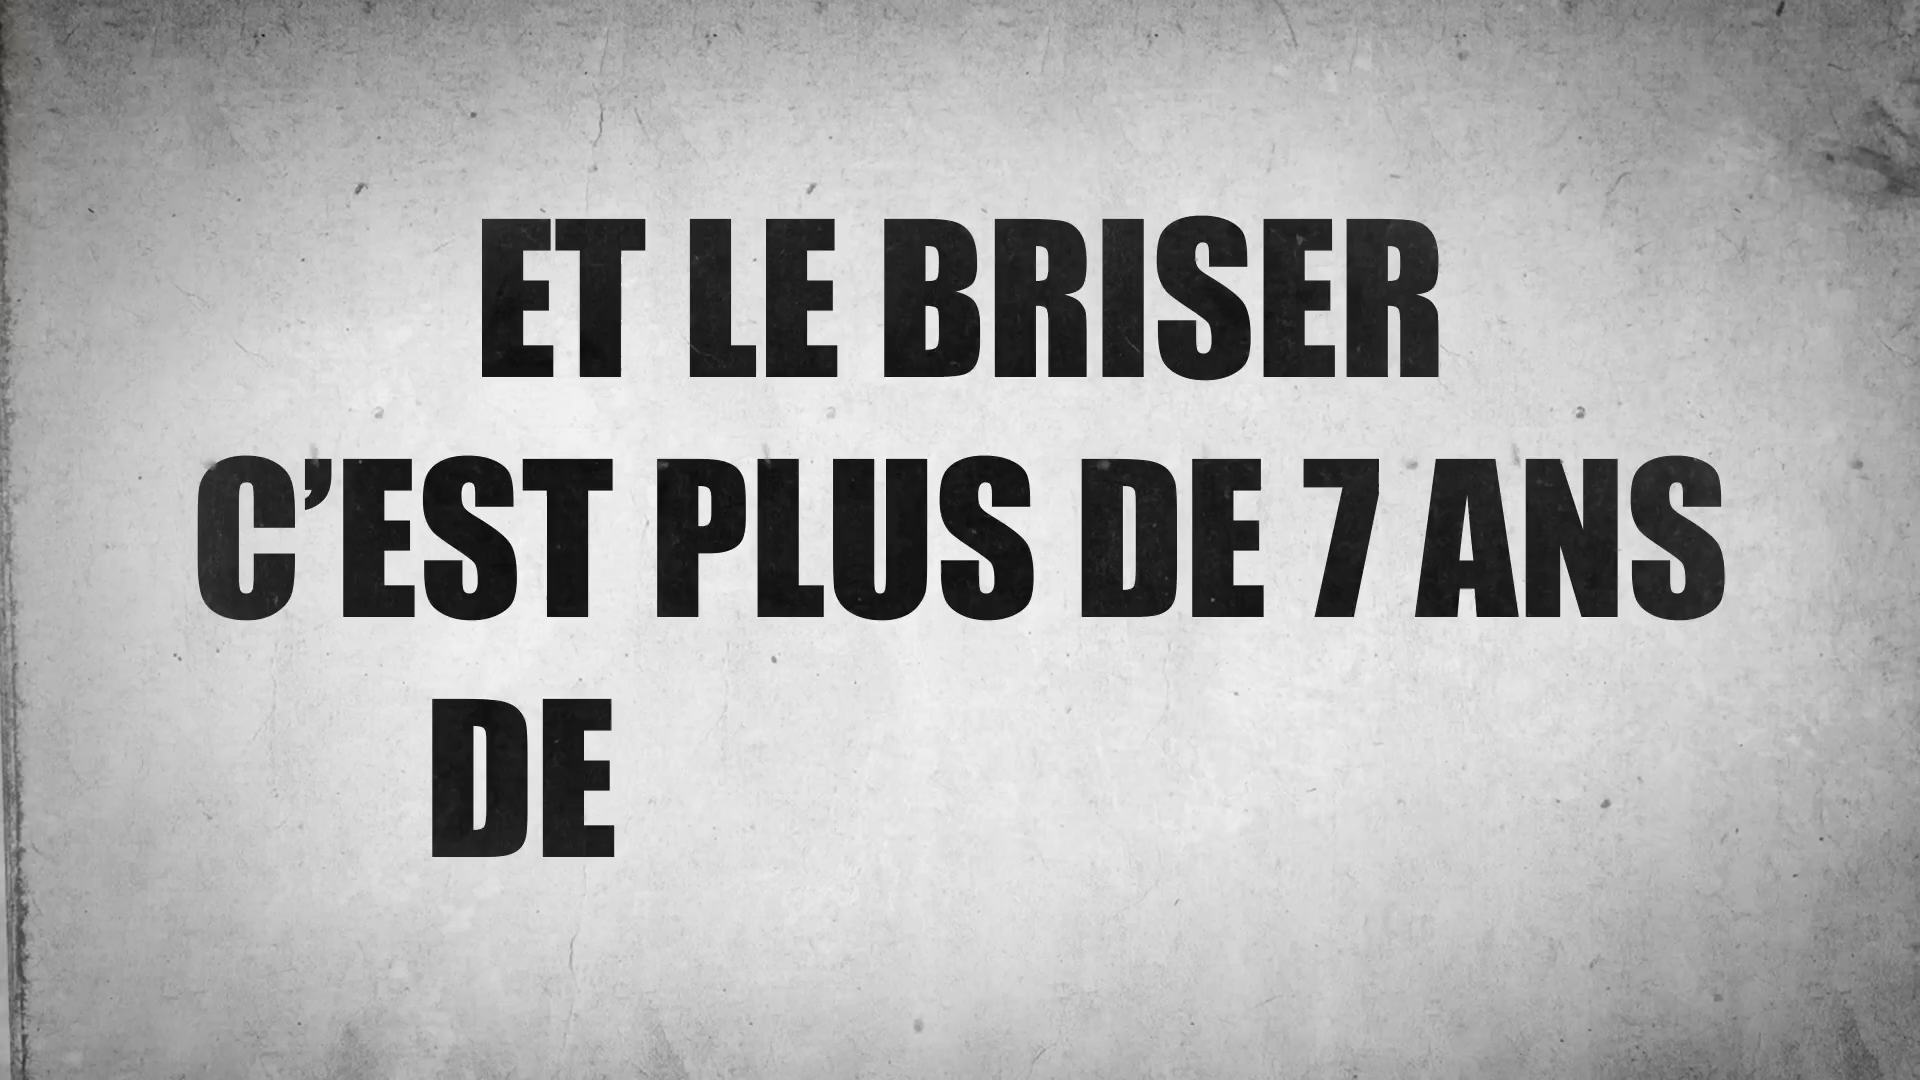 ET LE BRISER
C’EST PLUS DE 7 ANS
DE